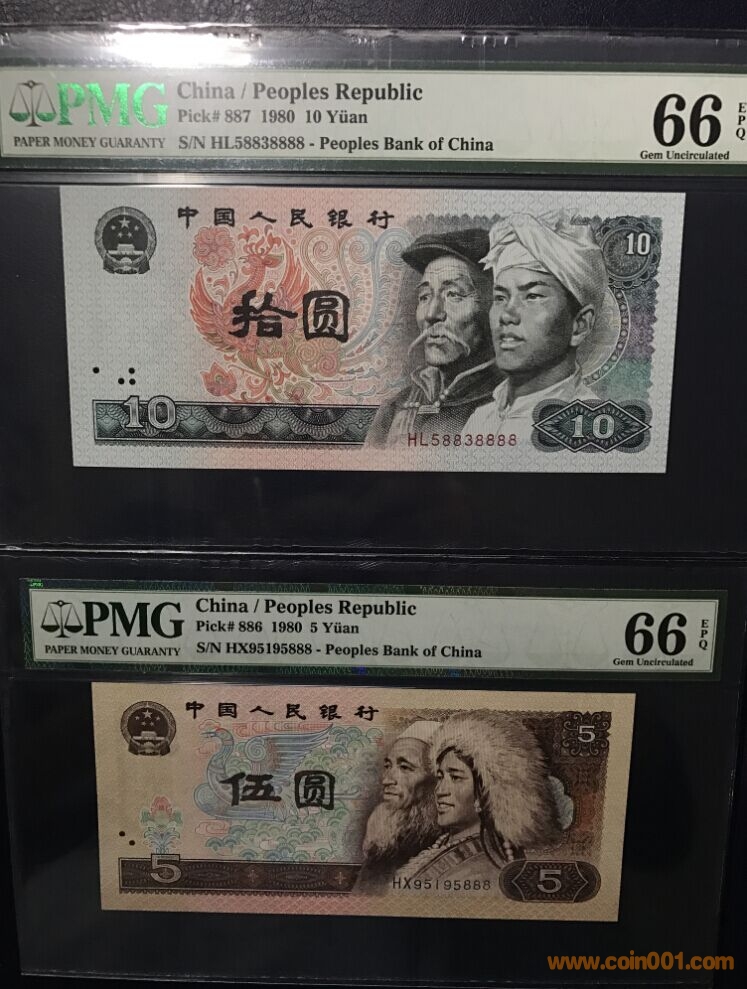 PMG
PAPER MONEY GUARANTY
China / Peoples Republic
Pick# 887 1980 10 Yüan
S/N HL58838888 - Peoples Bank of China
66
EPQ
Gem Uncirculated
中国人民银行
10
拾圆
10
HL58838888
10
PMG
PAPER MONEY GUARANTY
China / Peoples Republic
Pick# 886 1980 5 Yüan
S/N HX95195888 - Peoples Bank of China
66
EPQ
Gem Uncirculated
中国人民银行
5
伍圆
5
HX95195888
5
www.coin001.com